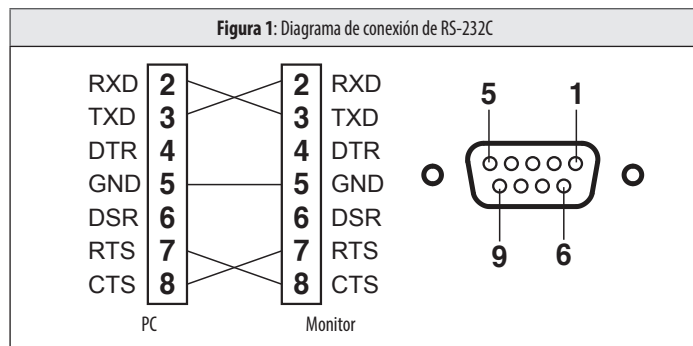 Figura 1: Diagrama de conexión de RS-232C
RXD 2 2 RXD
TXD 3 3 TXD
DTR 4 4 DTR
GND 5 5 GND
DSR 6 6 DSR
RTS 7 7 RTS
CTS 8 8 CTS
PC Monitor
5 1
9 6